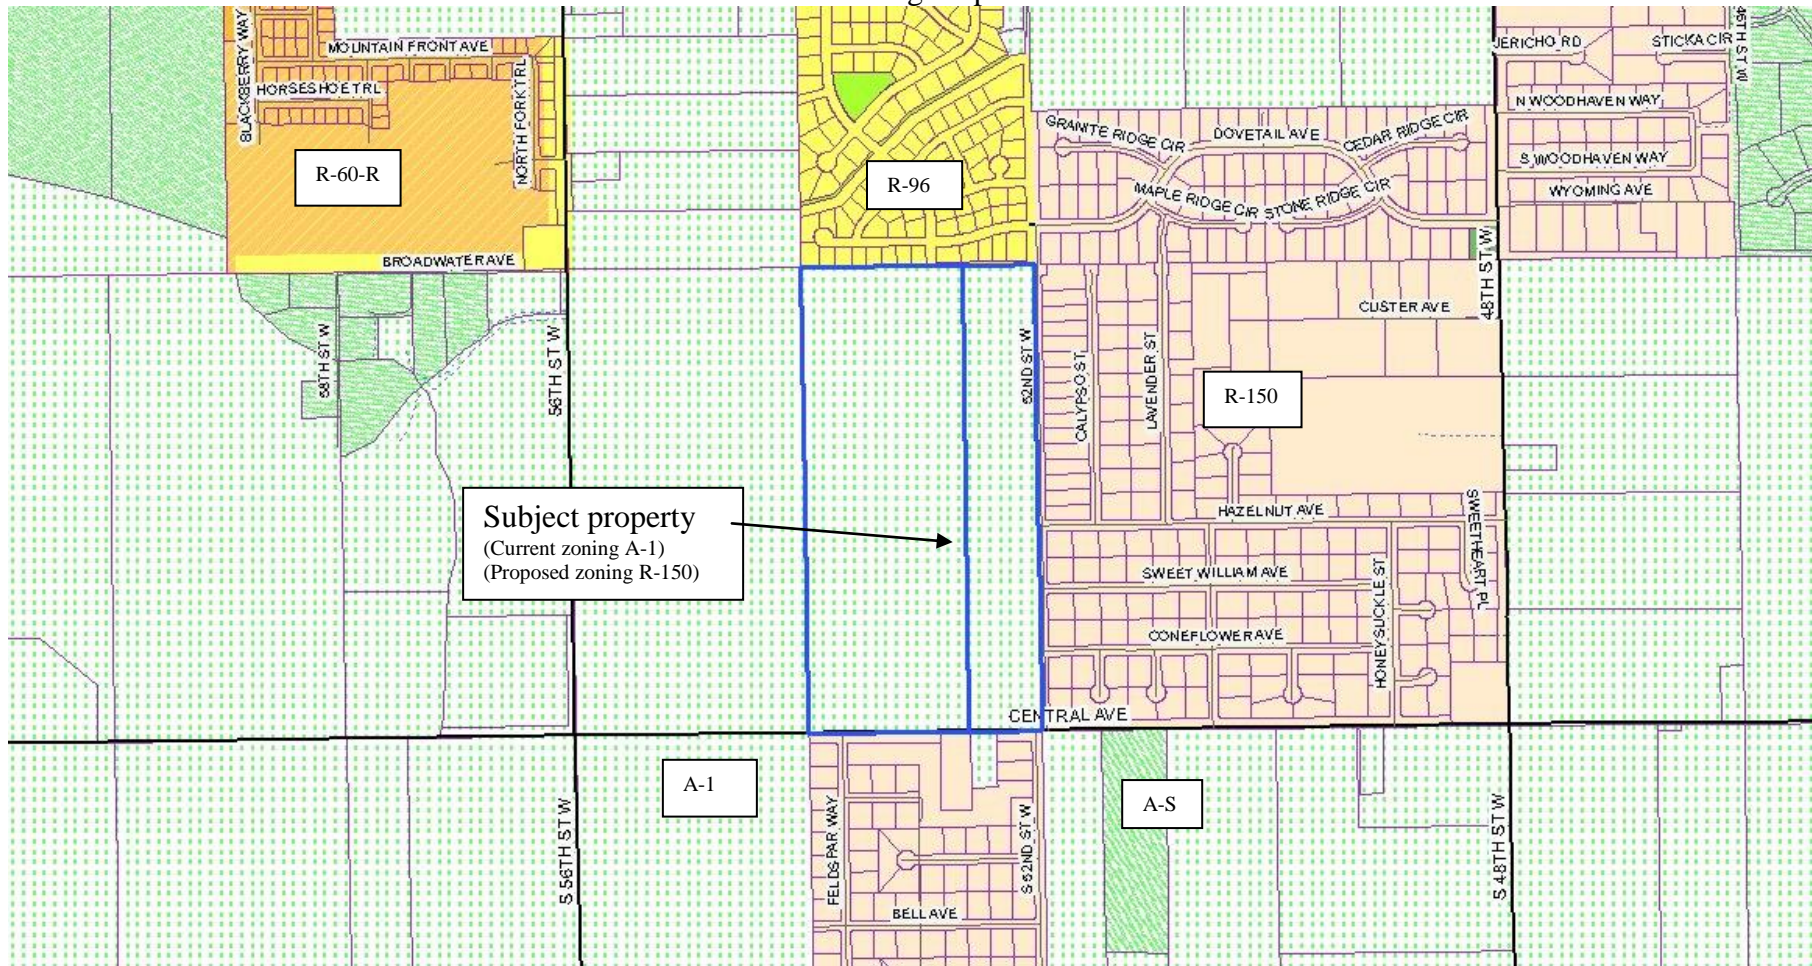 BLACKBERRY WAY
MOUNTAIN FRONT AVE
HORSESHOE TRL
NORTH FORK TRL
R-60-R
BROADWATER AVE
R-96
JERICHO RD
STICKA CIR
46TH ST W
N WOODHAVEN WAY
S WOODHAVEN WAY
WYOMING AVE
GRANITE RIDGE CIR
DOVETAIL AVE
CEDAR RIDGE CIR
MAPLE RIDGE CIR
STONE RIDGE CIR
48TH ST W
CUSTER AVE
58TH ST W
56TH ST W
52ND ST W
CALYPSO ST
LAVENDER ST
R-150
Subject property
(Current zoning A-1)
(Proposed zoning R-150)
HAZELNUT AVE
SWEETHEART PL
SWEET WILLIAM AVE
HONEYSUCKLE ST
CONEFLOWER AVE
CENTRAL AVE
A-1
A-S
S 56TH ST W
FELDSPAR WAY
S 52ND ST W
S 48TH ST W
BELL AVE